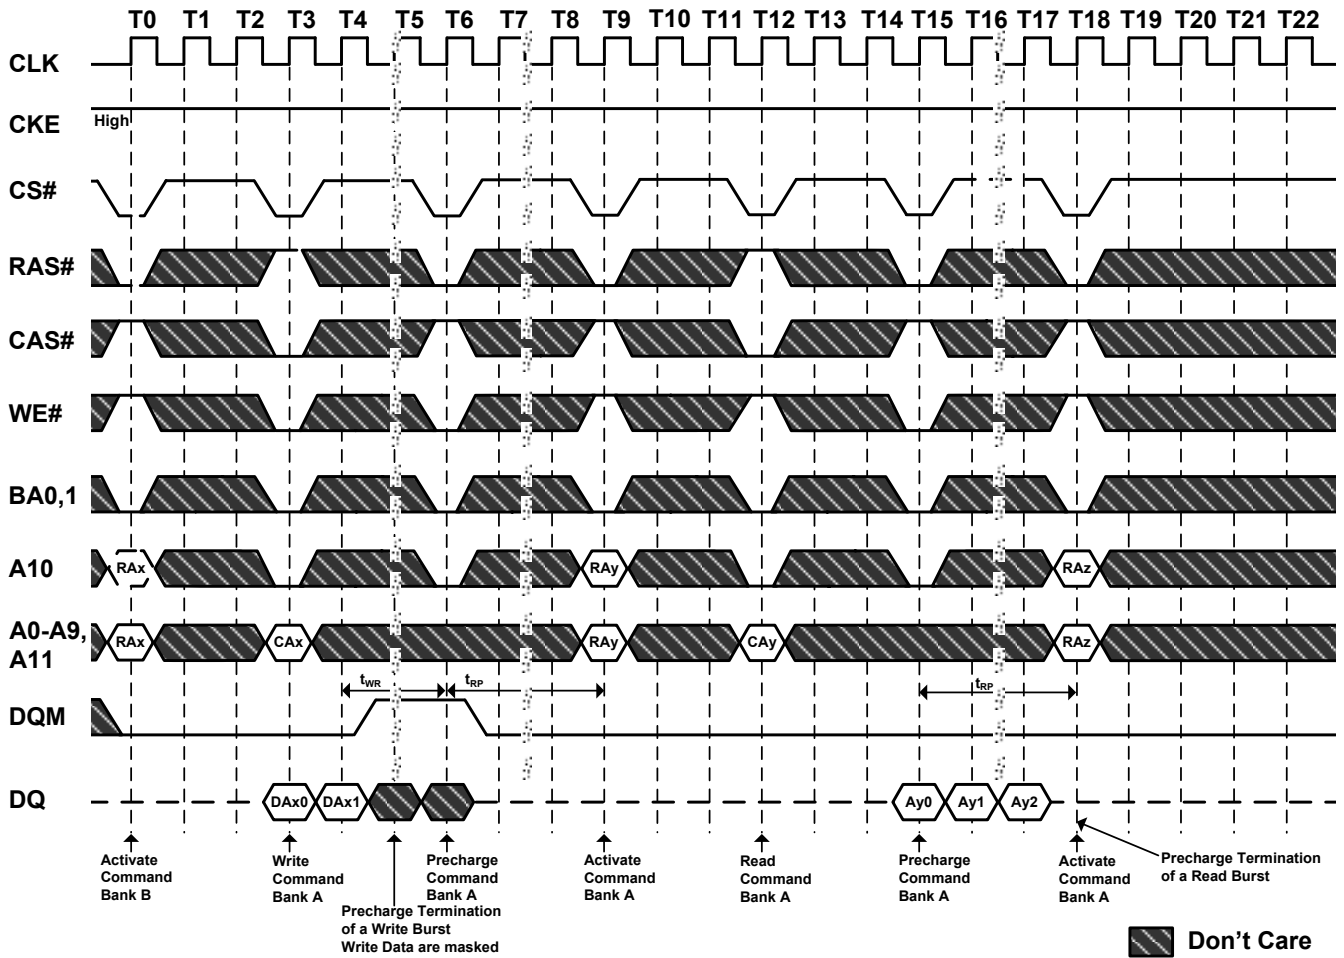 T0 T1 T2 T3 T4 T5 T6 T7 T8 T9 T10 T11 T12 T13 T14 T15 T16 T17 T18 T19 T20 T21 T22
CLK
CKE
High
CS#
RAS#
CAS#
WE#
BA0,1
A10
RAx RAy RAz
A0-A9,
A11
RAx CAx RAy CAy RAz
tWR tRP tRP
DQM
DQ
DAx0 DAx1 Ay0 Ay1 Ay2
Activate
Command
Bank B
Write
Command
Bank A
Precharge Termination
of a Write Burst
Write Data are masked
Precharge
Command
Bank A
Activate
Command
Bank A
Read
Command
Bank A
Precharge
Command
Bank A
Activate
Command
Bank A
Precharge Termination
of a Read Burst
Don't Care